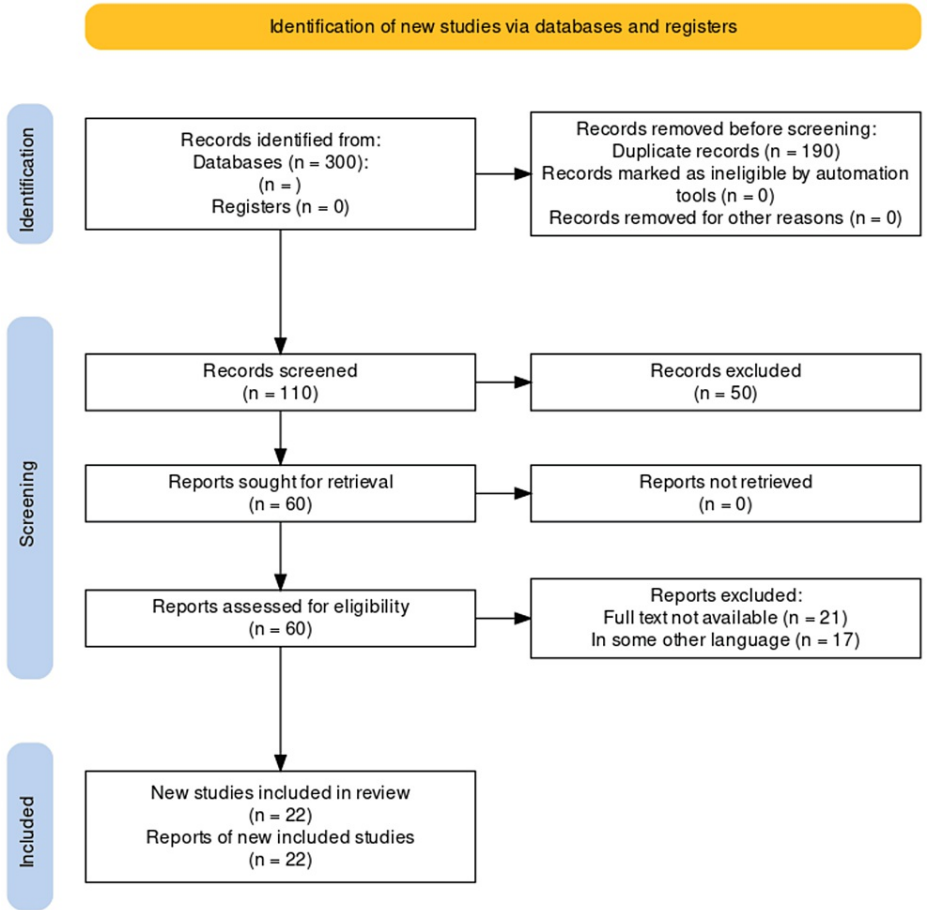 Identification of new studies via databases and registers
Identification
Records identified from:
Databases (n = 300):
(n = )
Registers (n = 0)
Records removed before screening:
Duplicate records (n = 190)
Records marked as ineligible by automation
tools (n = 0)
Records removed for other reasons (n = 0)
Screening
Records screened
(n = 110)
Records excluded
(n = 50)
Reports sought for retrieval
(n = 60)
Reports not retrieved
(n = 0)
Reports assessed for eligibility
(n = 60)
Reports excluded:
Full text not available (n = 21)
In some other language (n = 17)
Included
New studies included in review
(n = 22)
Reports of new included studies
(n = 22)